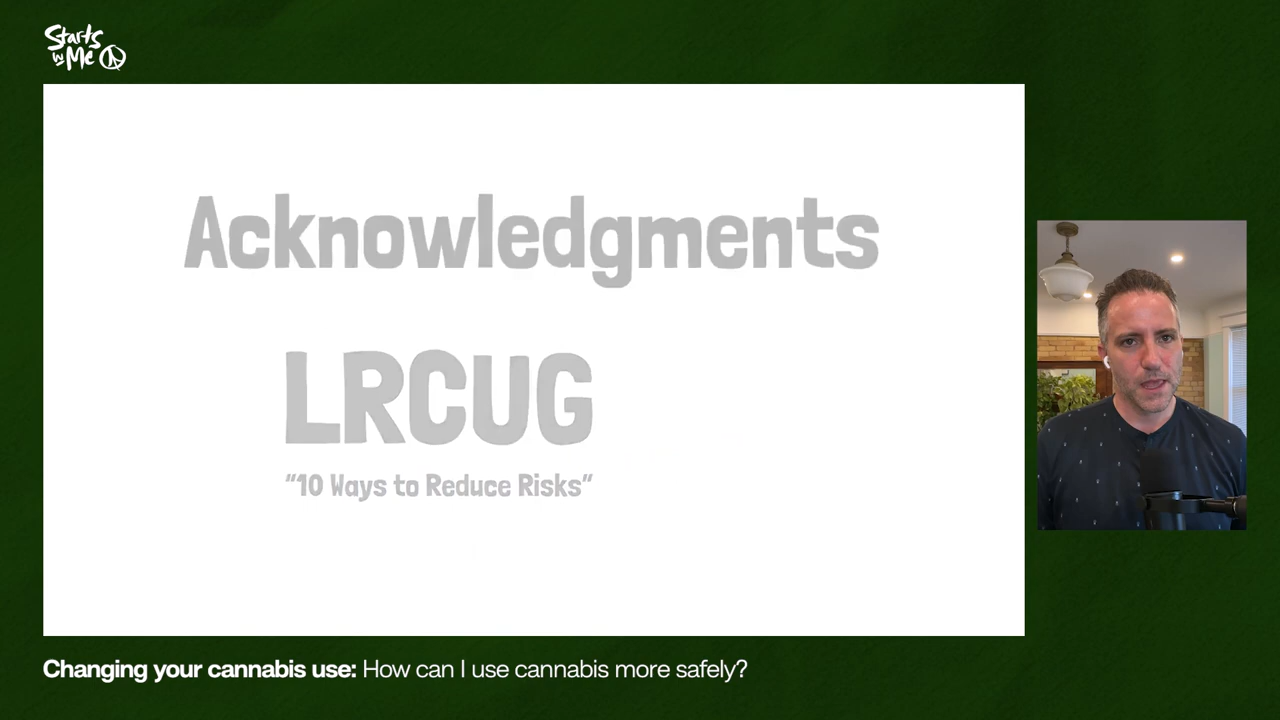 Starts
in Me
Acknowledgments
LRCUG
“10 Ways to Reduce Risks”
Changing your cannabis use: How can I use cannabis more safely?